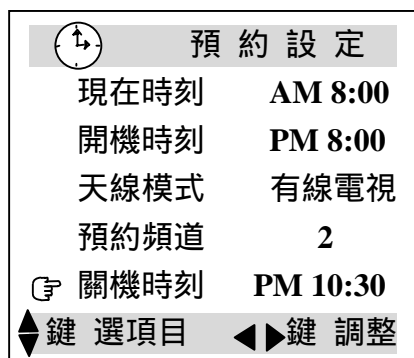 預約設定
現在時刻 AM 8:00
開機時刻 PM 8:00
天線模式 有線電視
預約頻道 2
關機時刻 PM 10:30
鍵 選項目 鍵 調整